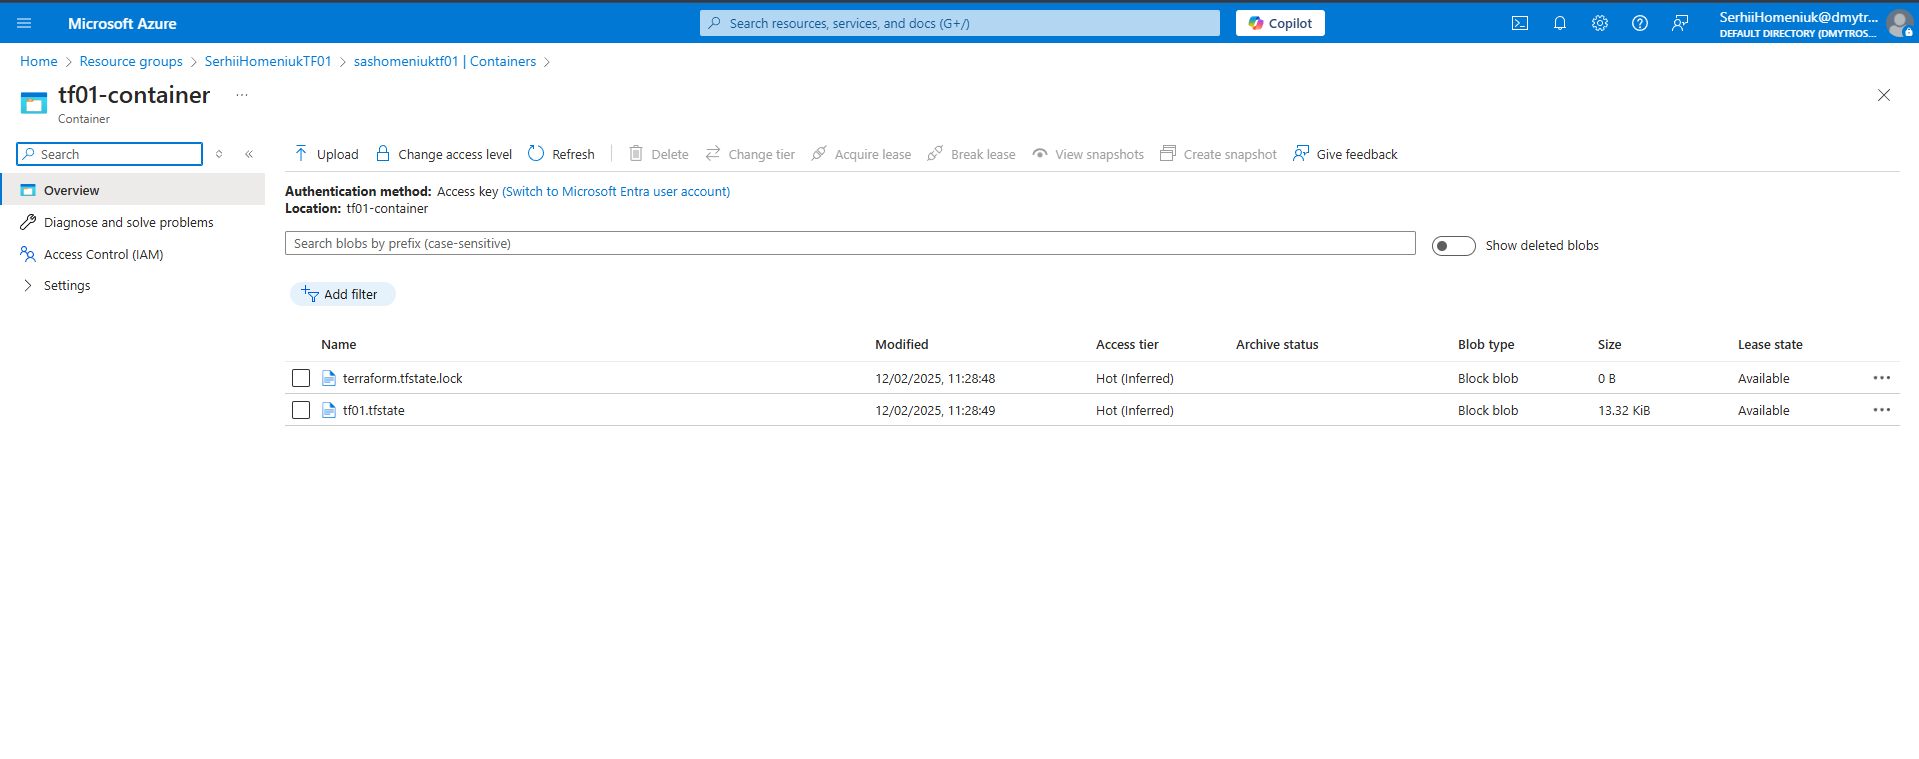 Microsoft Azure
Search resources, services, and docs (G+/)
Copilot
SerhiiHomeniuk@dmytr...
DEFAULT DIRECTORY (DMYTROS...
Home > Resource groups > SerhiiHomeniukTF01 > sashomeniuktf01 | Containers >
tf01-container ...
Container
Search
Overview
Diagnose and solve problems
Access Control (IAM)
Settings
Upload Change access level Refresh Delete Change tier Acquire lease Break lease View snapshots Create snapshot Give feedback
Authentication method: Access key (Switch to Microsoft Entra user account)
Location: tf01-container
Search blobs by prefix (case-sensitive)
Show deleted blobs
Add filter
Name Modified Access tier Archive status Blob type Size Lease state
terraform.tfstate.lock 12/02/2025, 11:28:48 Hot (Inferred) Block blob 0 B Available
tf01.tfstate 12/02/2025, 11:28:49 Hot (Inferred) Block blob 13.32 KiB Available